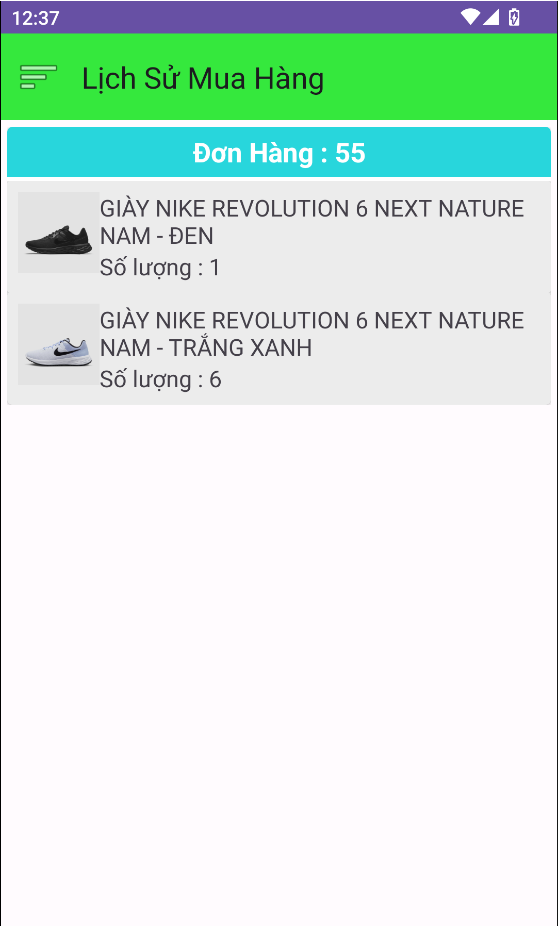 12:37
Lịch Sử Mua Hàng
Đơn Hàng : 55
GIÀY NIKE REVOLUTION 6 NEXT NATURE
NAM - ĐEN
Số lượng : 1
GIÀY NIKE REVOLUTION 6 NEXT NATURE
NAM - TRẮNG XANH
Số lượng : 6